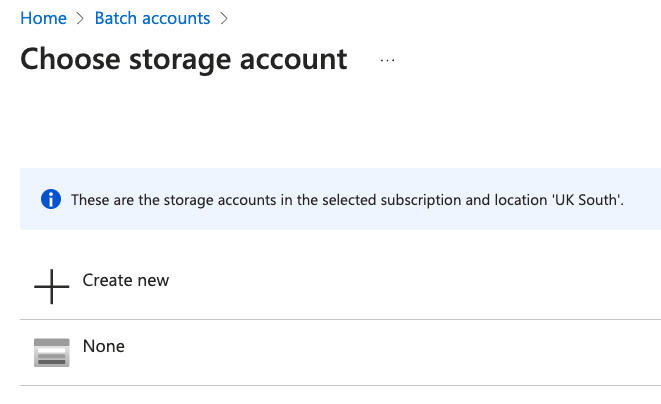 Home > Batch accounts >
Choose storage account ...
These are the storage accounts in the selected subscription and location 'UK South'.
Create new
None